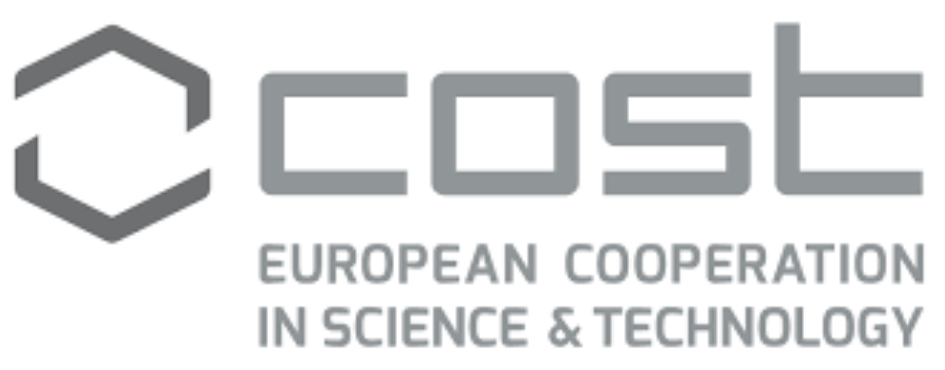 cost
EUROPEAN COOPERATION
IN SCIENCE & TECHNOLOGY